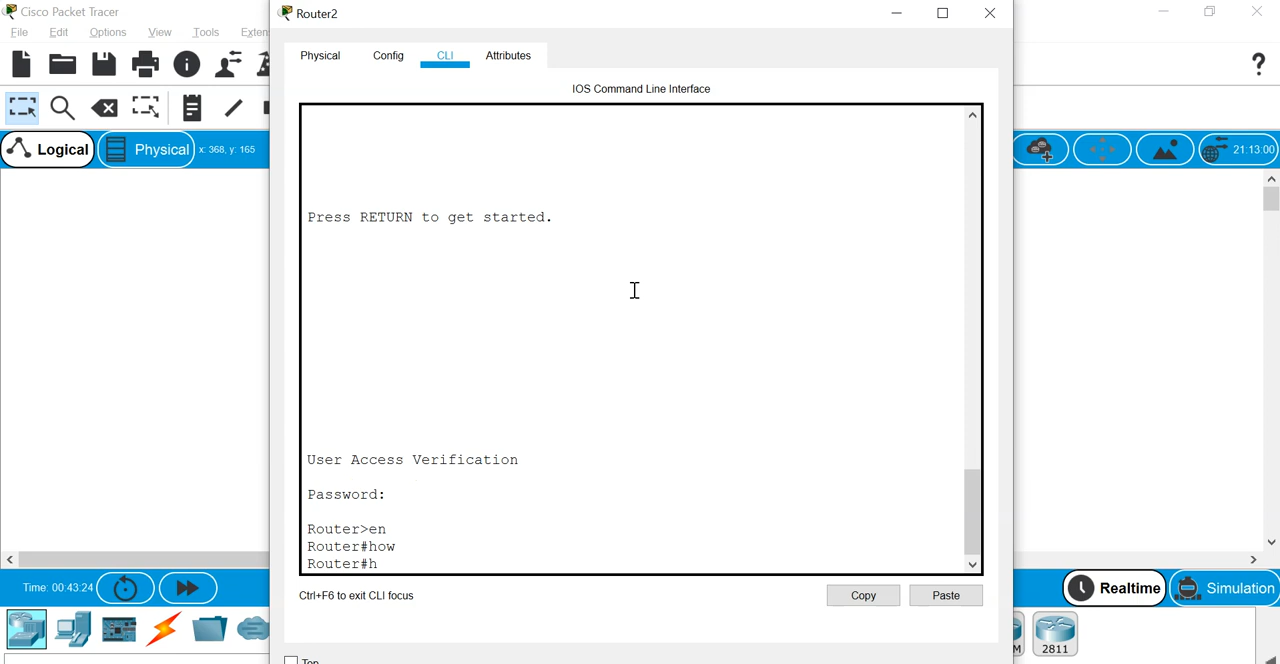 Cisco Packet Tracer
Router2
File Edit Options View Tools Exten
Physical Config CLI Attributes
IOS Command Line Interface
Logical Physical x: 368, y: 165
21:13:00
Press RETURN to get started.
User Access Verification
Password:
Router>en
Router#how
Router#h
Ctrl+F6 to exit CLI focus
Copy Paste
Time: 00:43:24
Realtime Simulation
M 2811
Top